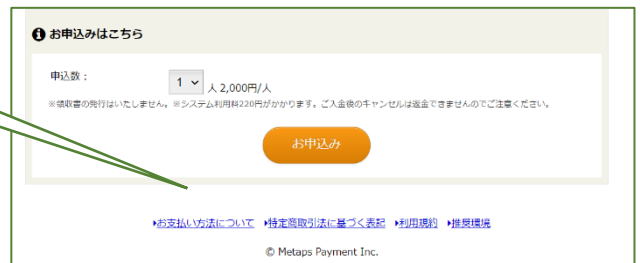 お申込みはこちら
申込数： 1 人 2,000円/人
※領収書の発行はいたしません。※システム利用料220円がかかります。ご入金後のキャンセルは返金できませんのでご注意ください。
お申込み
お支払い方法について 特定商取引法に基づく表記 利用規約 推奨環境
© Metaps Payment Inc.